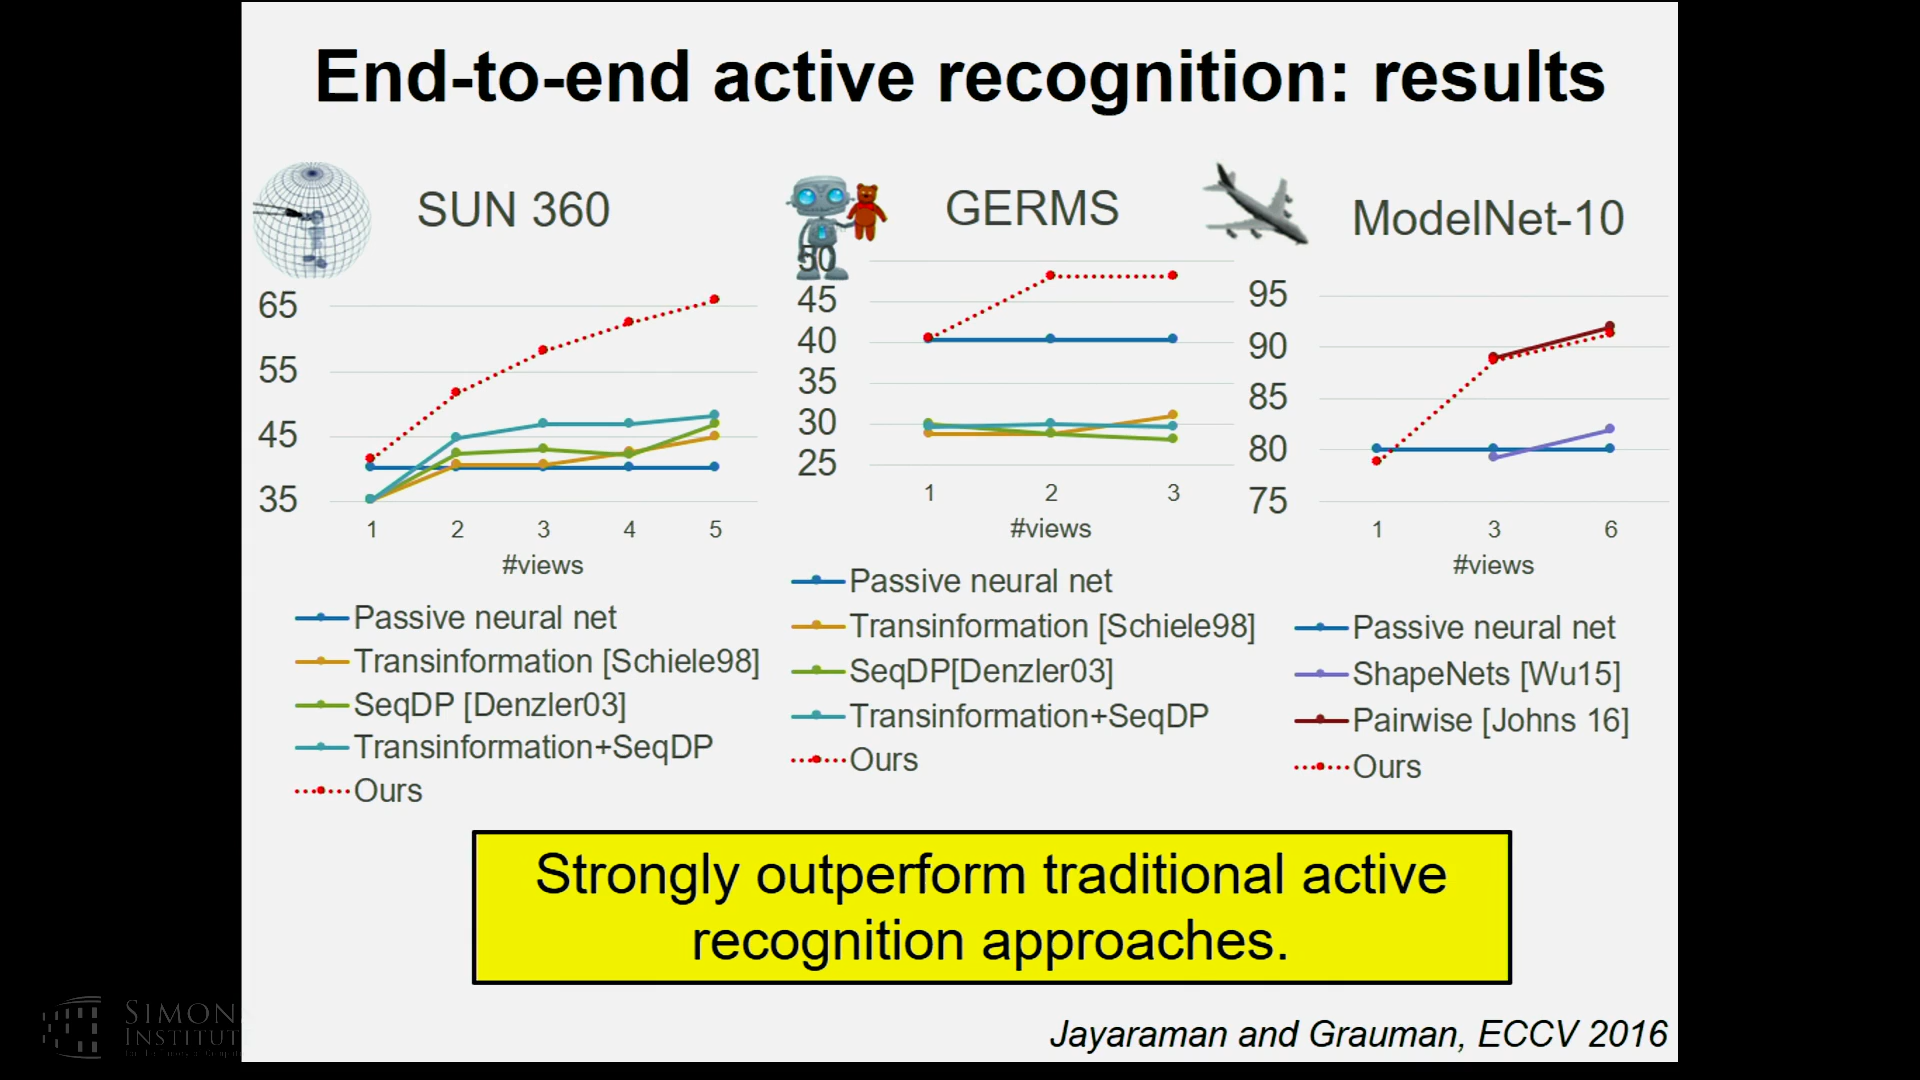 End-to-end active recognition: results
SUN 360
65
55
45
35
1 2 3 4 5
#views
Passive neural net
Transinformation [Schiele98]
SeqDP [Denzler03]
Transinformation+SeqDP
Ours
GERMS
50
45
40
35
30
25
1 2 3
#views
Passive neural net
Transinformation [Schiele98]
SeqDP[Denzler03]
Transinformation+SeqDP
Ours
ModelNet-10
95
90
85
80
75
1 3 6
#views
Passive neural net
ShapeNets [Wu15]
Pairwise [Johns 16]
Ours
Strongly outperform traditional active
recognition approaches.
Jayaraman and Grauman, ECCV 2016
SIMON
INSTITUT